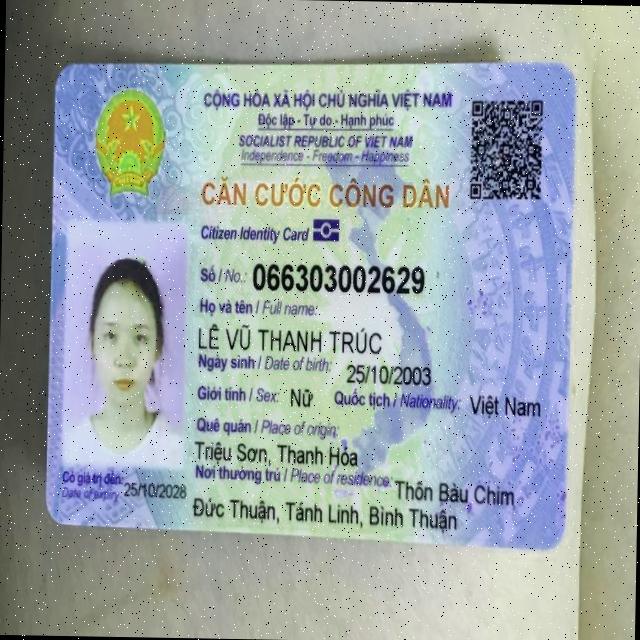 CỘNG HÒA XÃ HỘI CHỦ NGHĨA VIỆT NAM
Độc lập - Tự do - Hạnh phúc
SOCIALIST REPUBLIC OF VIET NAM
Independence - Freedom - Happiness
CĂN CƯỚC CÔNG DÂN
Citizen Identity Card
Số / No.: 066303002629
Họ và tên / Full name:
LÊ VŨ THANH TRÚC
Ngày sinh / Date of birth: 25/10/2003
Giới tính / Sex: Nữ Quốc tịch / Nationality: Việt Nam
Quê quán / Place of origin:
Triệu Sơn, Thanh Hóa
Nơi thường trú / Place of residence: Thôn Bàu Chim
Đức Thuận, Tánh Linh, Bình Thuận
Có giá trị đến: 25/10/2028
Date of expiry